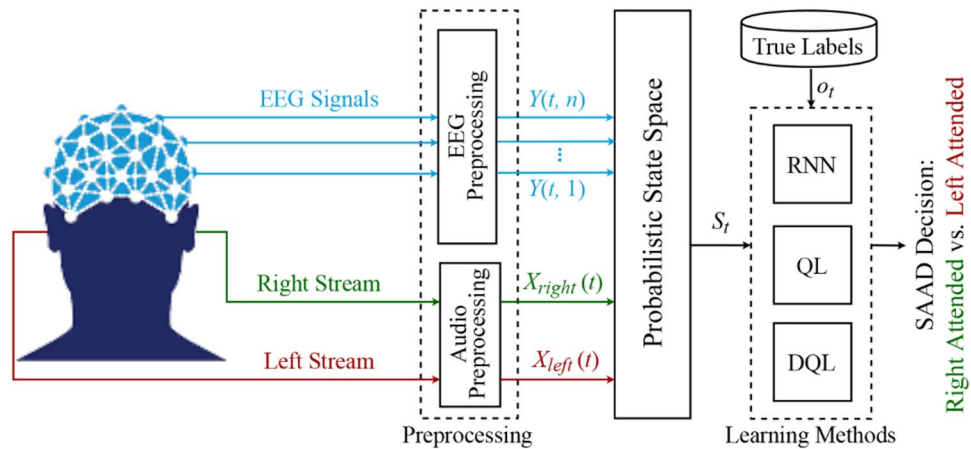 EEG Signals
Right Stream
Left Stream
EEG
Preprocessing
Audio
Preprocessing
Preprocessing
Y(t, n)
...
Y(t, 1)
X_right (t)
X_left (t)
Probabilistic State Space
S_t
True Labels
o_t
RNN
QL
DQL
Learning Methods
SAAD Decision:
Right Attended vs. Left Attended